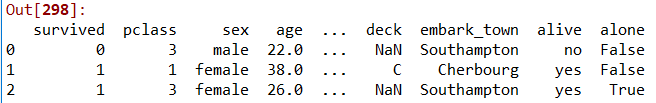 Out[298]:
survived pclass sex age ... deck embark_town alive alone
0 0 3 male 22.0 ... NaN Southampton no False
1 1 1 female 38.0 ... C Cherbourg yes False
2 1 3 female 26.0 ... NaN Southampton yes True